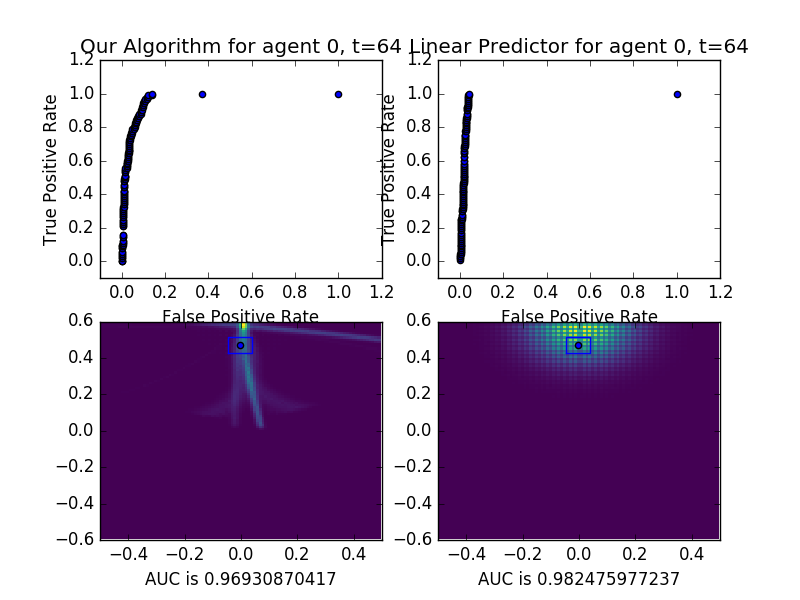 Our Algorithm for agent 0, t=64
Linear Predictor for agent 0, t=64
True Positive Rate
1.2
1.0
0.8
0.6
0.4
0.2
0.0
0.0 0.2 0.4 0.6 0.8 1.0 1.2
False Positive Rate
True Positive Rate
1.2
1.0
0.8
0.6
0.4
0.2
0.0
0.0 0.2 0.4 0.6 0.8 1.0 1.2
False Positive Rate
0.6
0.4
0.2
0.0
−0.2
−0.4
−0.6
−0.4 −0.2 0.0 0.2 0.4
AUC is 0.96930870417
0.6
0.4
0.2
0.0
−0.2
−0.4
−0.6
−0.4 −0.2 0.0 0.2 0.4
AUC is 0.982475977237